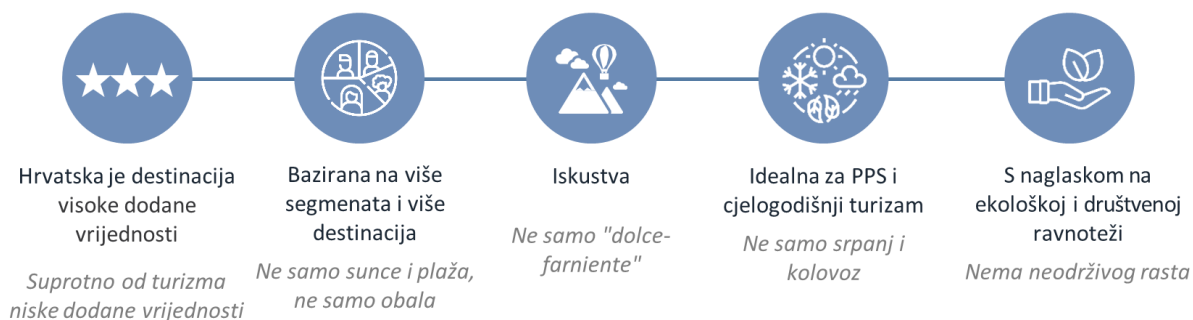 Hrvatska je destinacija
visoke dodane
vrijednosti
Suprotno od turizma
niske dodane vrijednosti
Bazirana na više
segmenata i više
destinacija
Ne samo sunce i plaža,
ne samo obala
Iskustva
Ne samo "dolce-
farniente"
Idealna za PPS i
cjelogodišnji turizam
Ne samo srpanj i
kolovoz
S naglaskom na
ekološkoj i društvenoj
ravnoteži
Nema neodrživog rasta